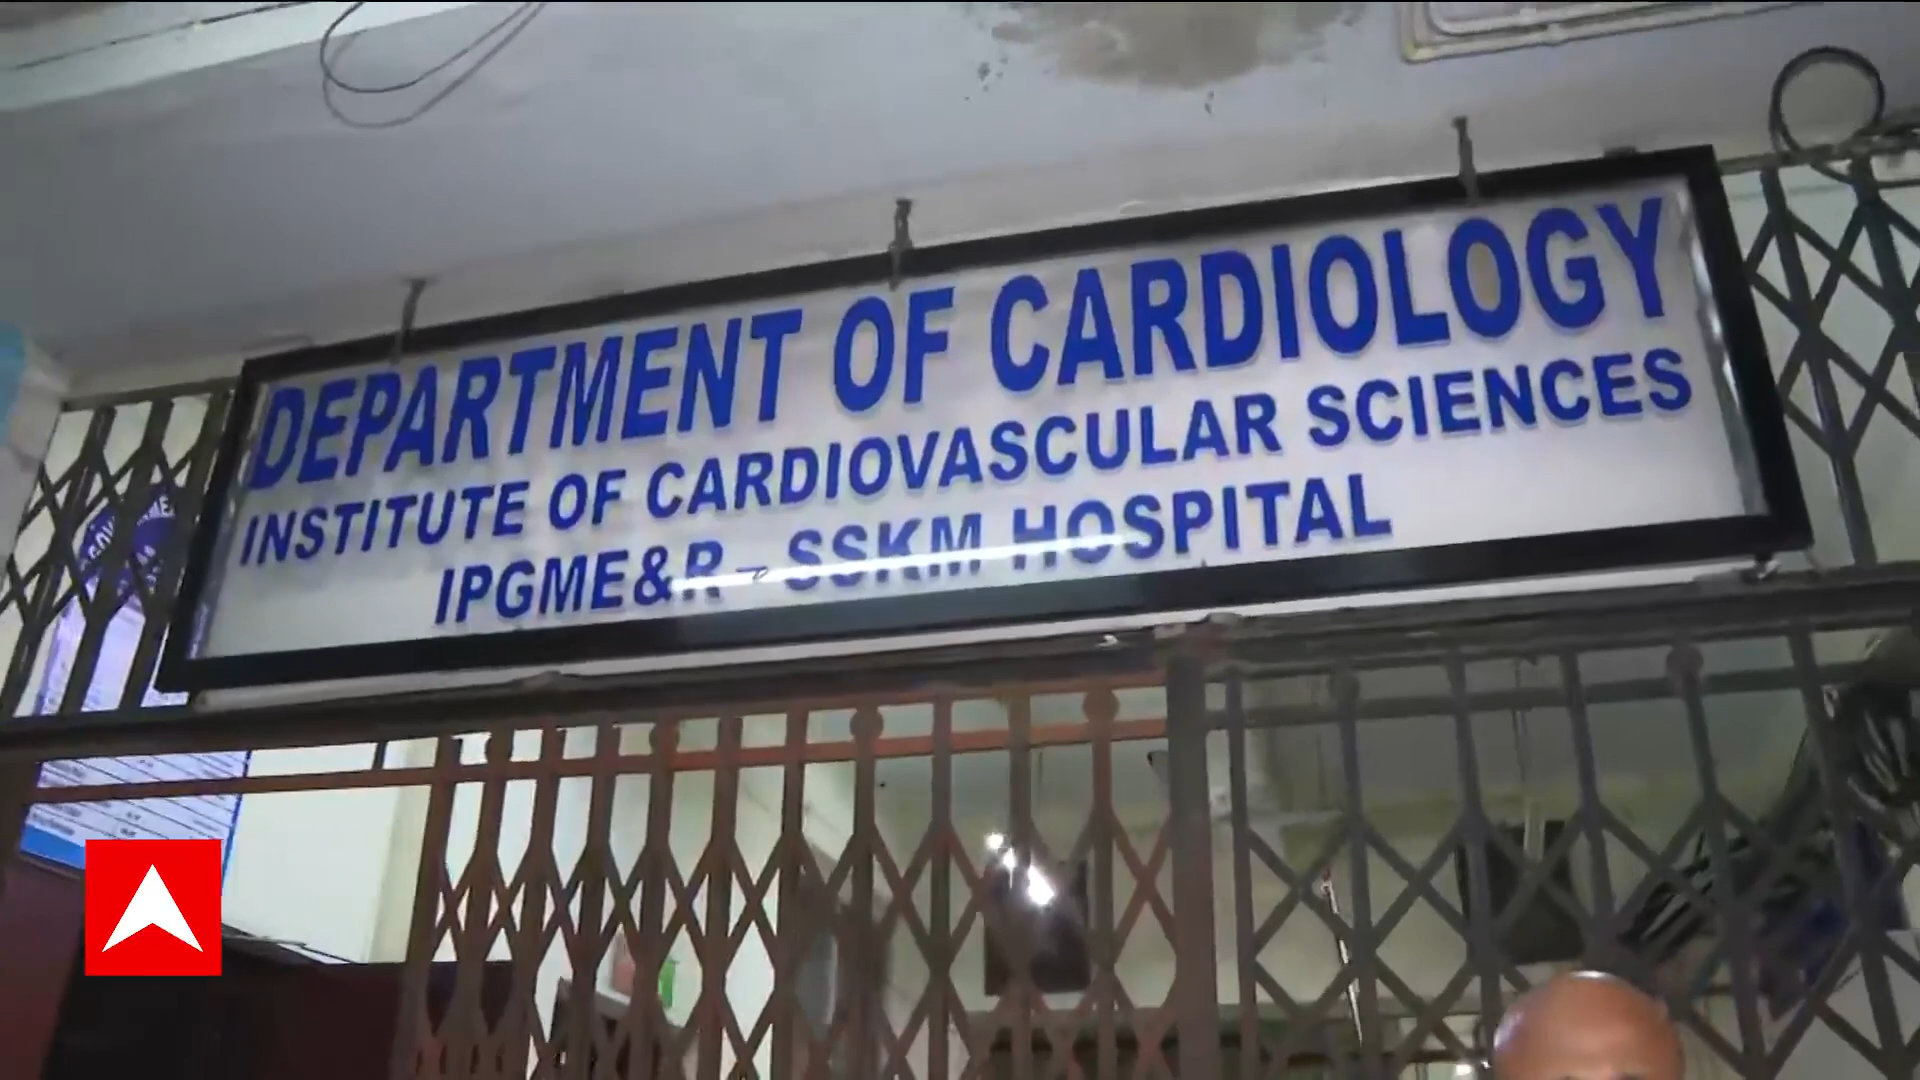 DEPARTMENT OF CARDIOLOGY
INSTITUTE OF CARDIOVASCULAR SCIENCES
IPGME&R - SSKM HOSPITAL